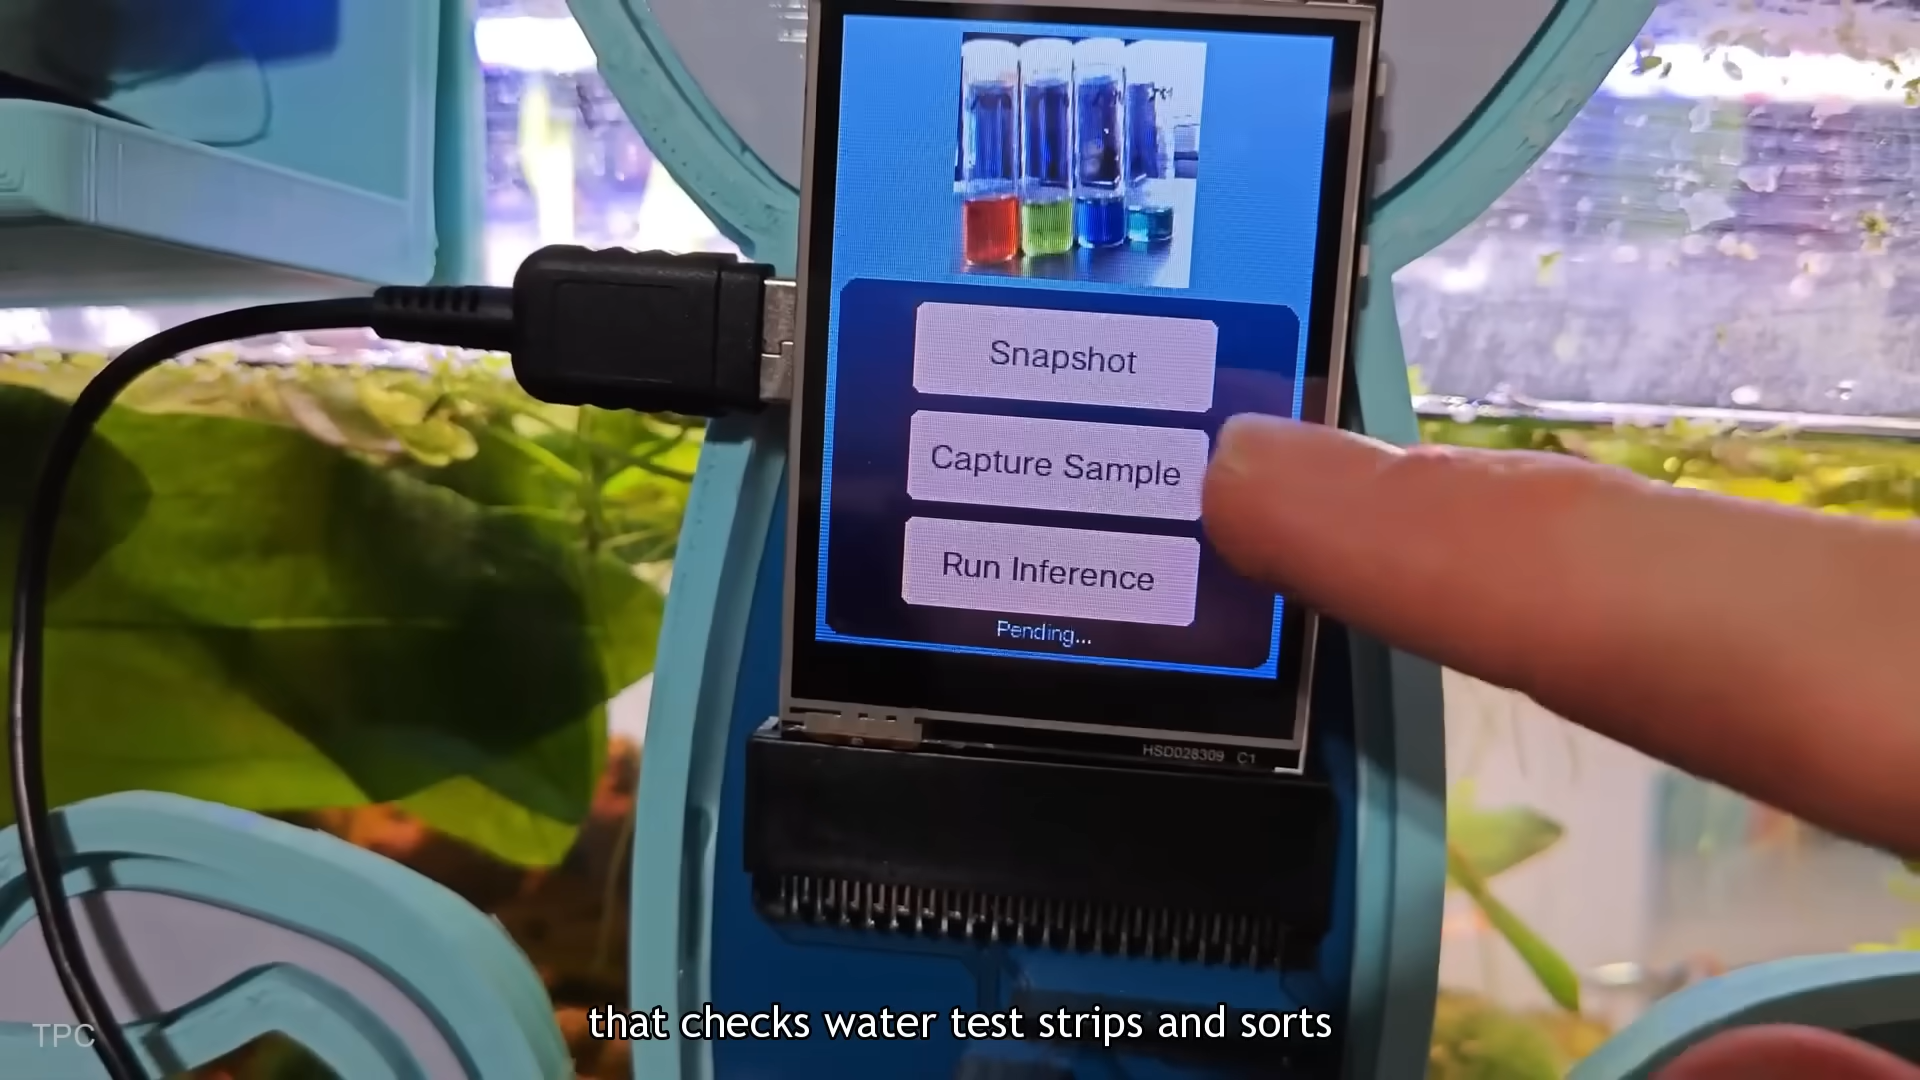 Snapshot
Capture Sample
Run Inference
Pending...
HSD028309 C1
that checks water test strips and sorts
TPC